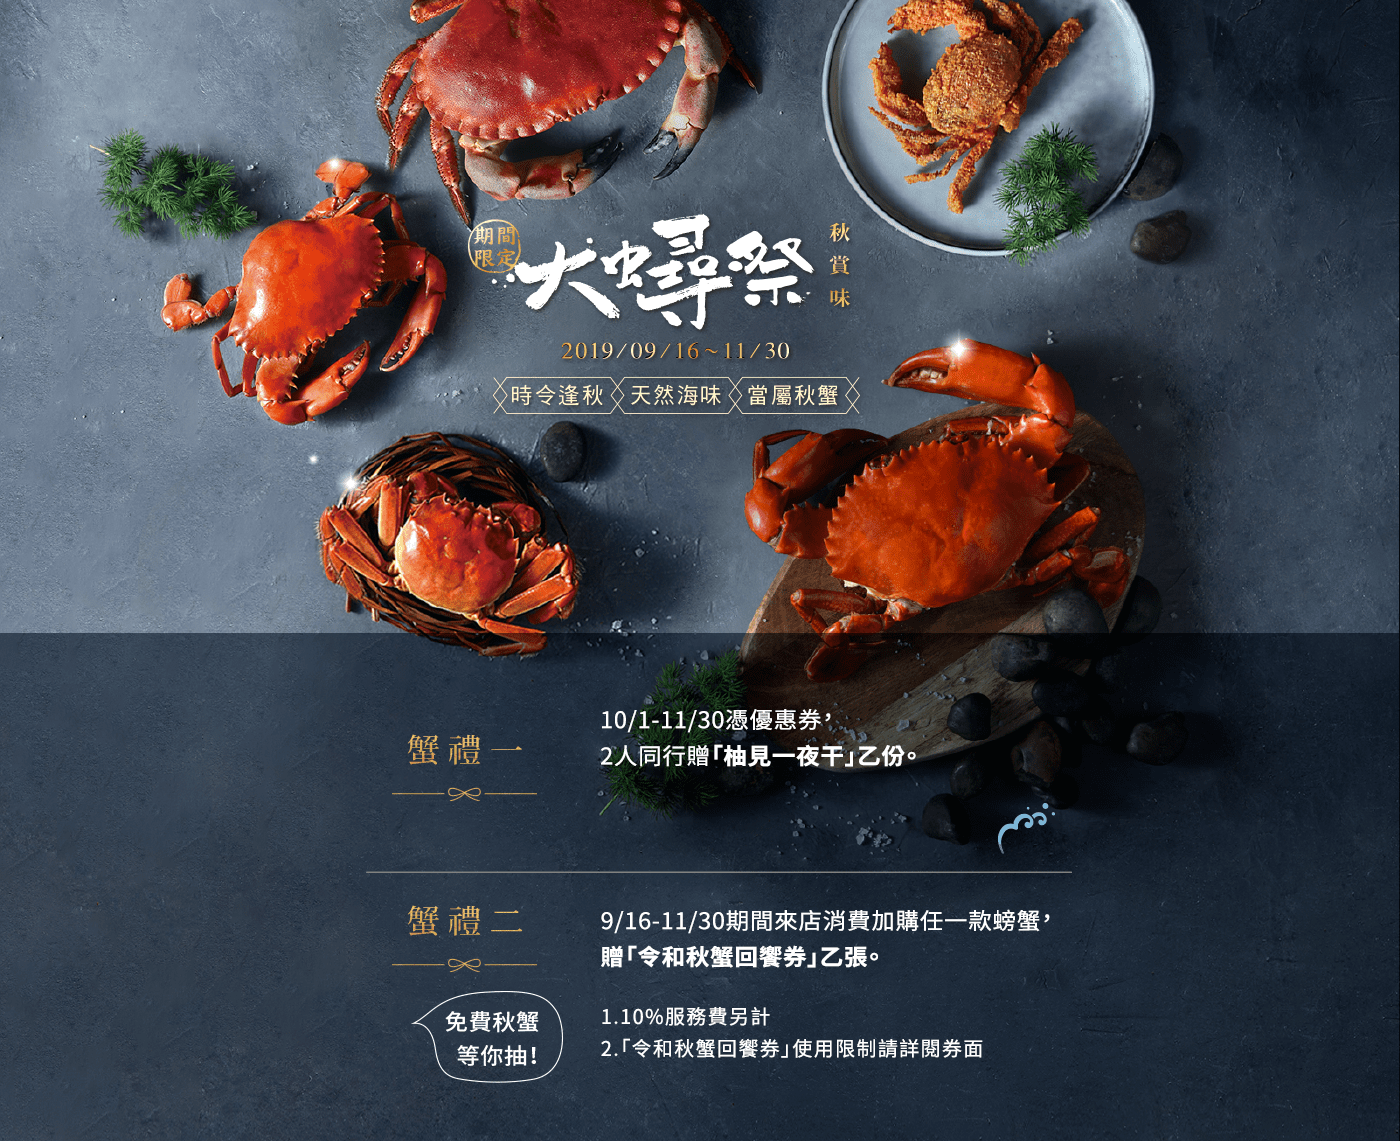 期間
限定
大蟳祭
秋賞味
2019/09/16~11/30
時令逢秋 天然海味 當屬秋蟹
蟹禮一
10/1-11/30憑優惠券，
2人同行贈「柚見一夜干」乙份。
蟹禮二
9/16-11/30期間來店消費加購任一款螃蟹，
贈「令和秋蟹回饗券」乙張。
免費秋蟹
等你抽！
1.10%服務費另計
2.「令和秋蟹回饗券」使用限制請詳閱券面